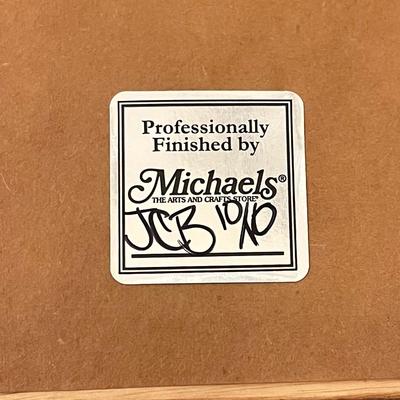 Professionally
Finished by
Michaels®
THE ARTS AND CRAFTS STORE®
JCB 10/10